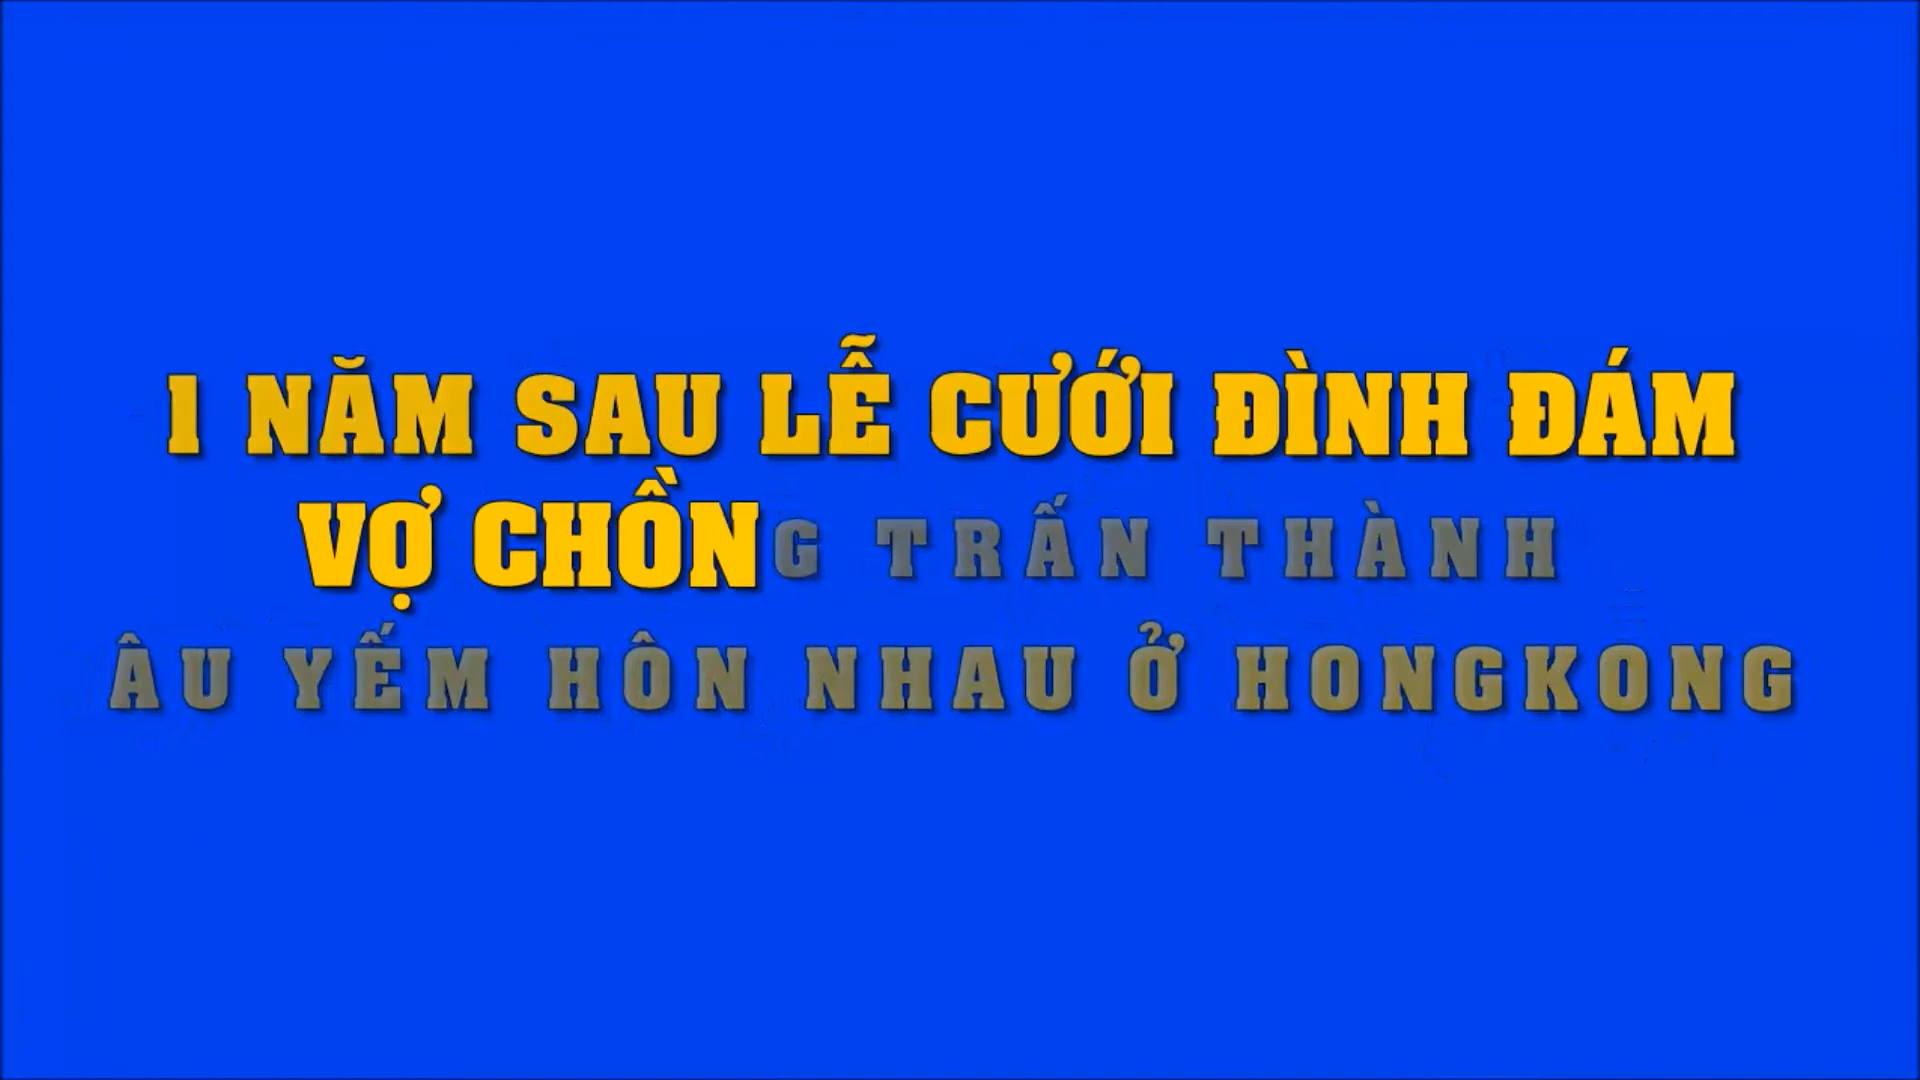 1 NĂM SAU LỄ CƯỚI ĐÌNH ĐÁM
VỢ CHỒNG TRẤN THÀNH
ÂU YẾM HÔN NHAU Ở HONGKONG